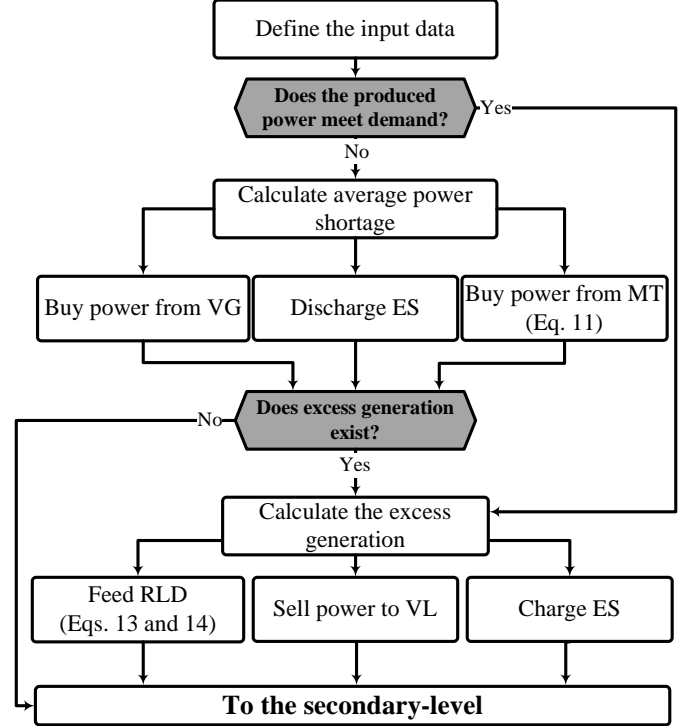 Define the input data
Does the produced
power meet demand?
Yes
No
Calculate average power
shortage
Buy power from VG
Discharge ES
Buy power from MT
(Eq. 11)
Does excess generation
exist?
No
Yes
Calculate the excess
generation
Feed RLD
(Eqs. 13 and 14)
Sell power to VL
Charge ES
To the secondary-level